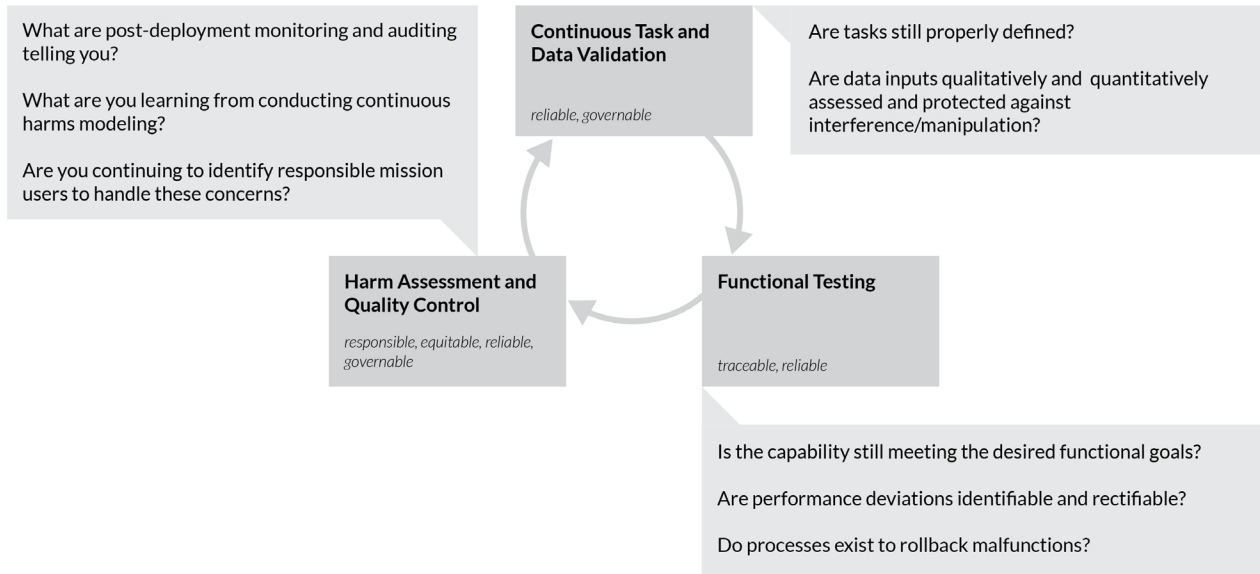 What are post-deployment monitoring and auditing
telling you?
What are you learning from conducting continuous
harms modeling?
Are you continuing to identify responsible mission
users to handle these concerns?
Continuous Task and
Data Validation
reliable, governable
Are tasks still properly defined?
Are data inputs qualitatively and quantitatively
assessed and protected against
interference/manipulation?
Harm Assessment and
Quality Control
responsible, equitable, reliable,
governable
Functional Testing
traceable, reliable
Is the capability still meeting the desired functional goals?
Are performance deviations identifiable and rectifiable?
Do processes exist to rollback malfunctions?